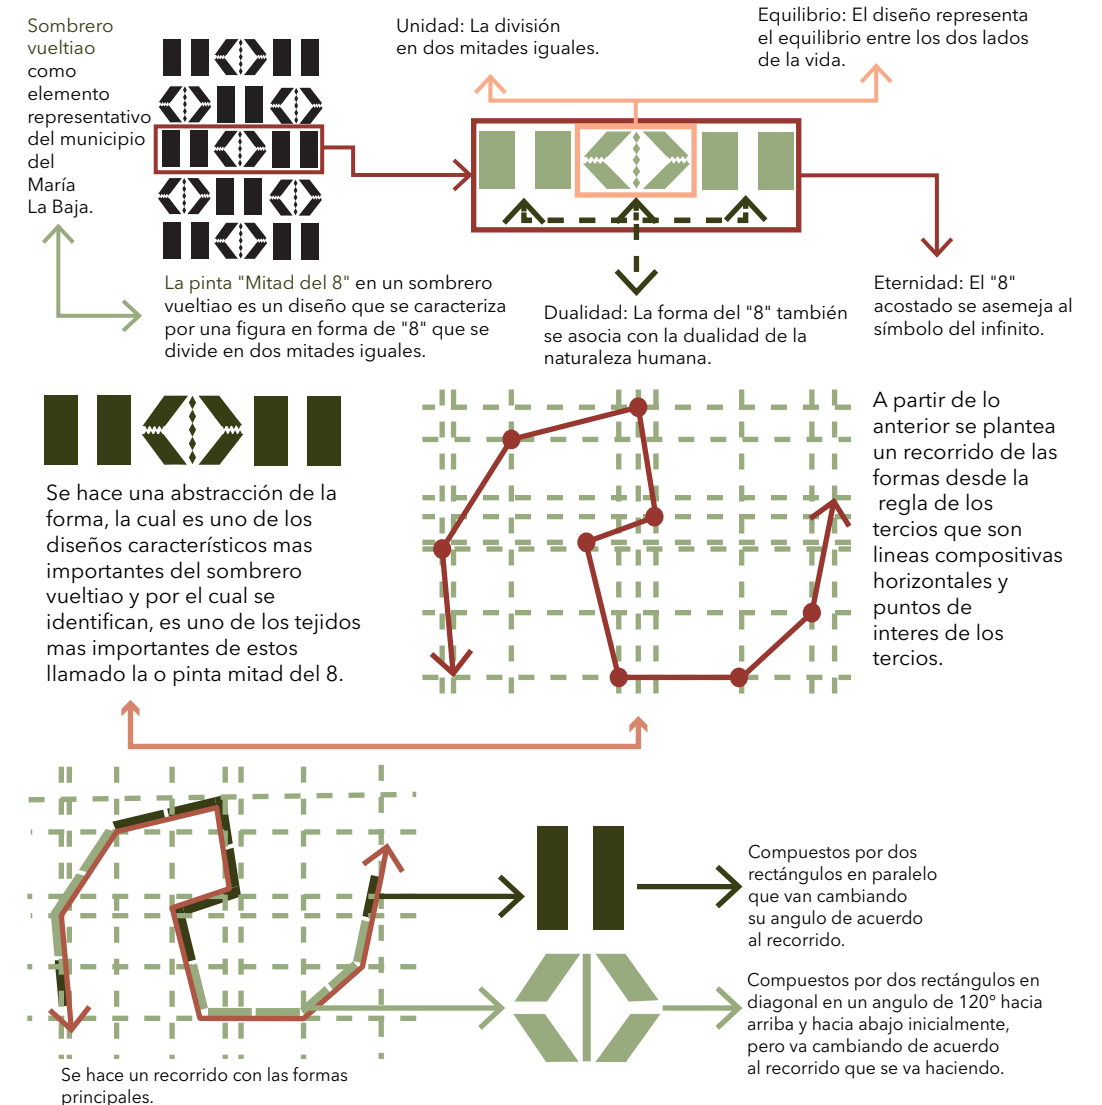 Sombrero
vueltiao
como
elemento
representativo
del municipio
del
María
La Baja.
Unidad: La división
en dos mitades iguales.
Equilibrio: El diseño representa
el equilibrio entre los dos lados
de la vida.
La pinta "Mitad del 8" en un sombrero
vueltiao es un diseño que se caracteriza
por una figura en forma de "8" que se
divide en dos mitades iguales.
Dualidad: La forma del "8" también
se asocia con la dualidad de la
naturaleza humana.
Eternidad: El "8"
acostado se asemeja al
símbolo del infinito.
Se hace una abstracción de la
forma, la cual es uno de los
diseños característicos mas
importantes del sombrero
vueltiao y por el cual se
identifican, es uno de los tejidos
mas importantes de estos
llamado la o pinta mitad del 8.
A partir de lo
anterior se plantea
un recorrido de las
formas desde la
regla de los
tercios que son
lineas compositivas
horizontales y
puntos de
interes de los
tercios.
Compuestos por dos
rectángulos en paralelo
que van cambiando
su angulo de acuerdo
al recorrido.
Compuestos por dos rectángulos en
diagonal en un angulo de 120° hacia
arriba y hacia abajo inicialmente,
pero va cambiando de acuerdo
al recorrido que se va haciendo.
Se hace un recorrido con las formas
principales.